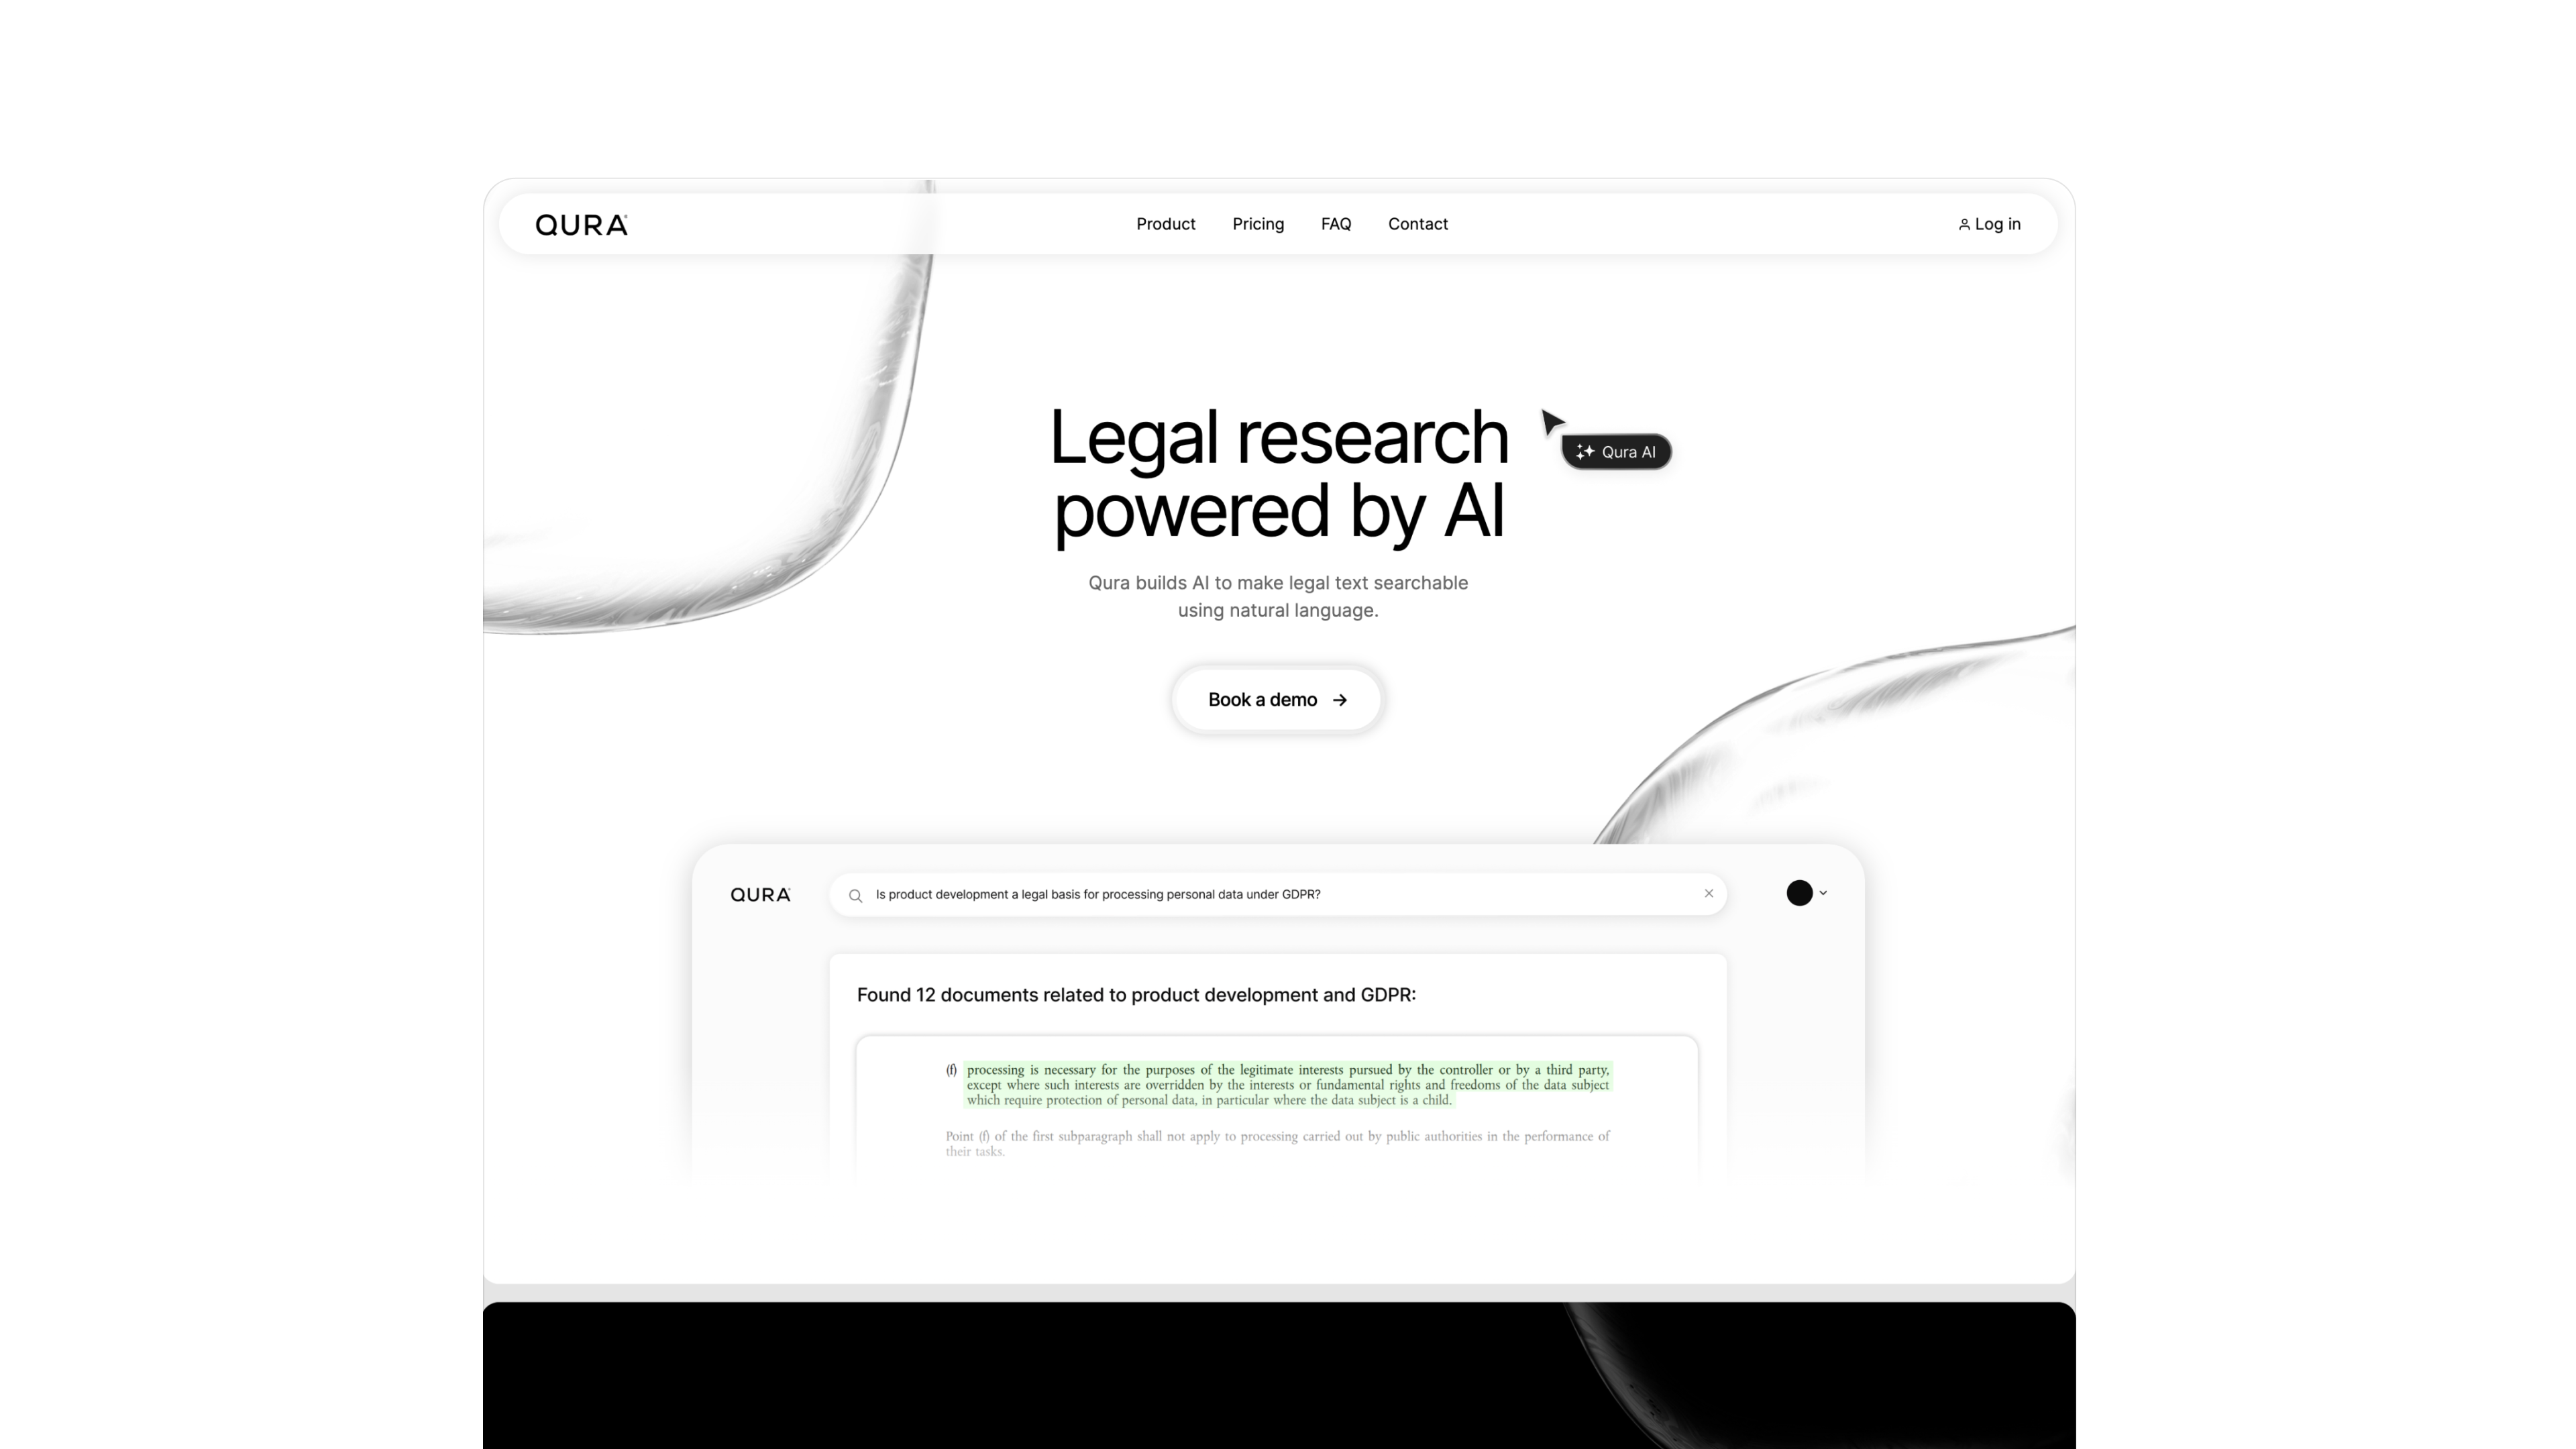 QURA
Product
Pricing
FAQ
Contact
Log in
Legal research
powered by AI
Qura AI
Qura builds AI to make legal text searchable
using natural language.
Book a demo →
QURA
Is product development a legal basis for processing personal data under GDPR?
Found 12 documents related to product development and GDPR:
(f) processing is necessary for the purposes of the legitimate interests pursued by the controller or by a third party,
except where such interests are overridden by the interests or fundamental rights and freedoms of the data subject
which require protection of personal data, in particular where the data subject is a child.
Point (f) of the first subparagraph shall not apply to processing carried out by public authorities in the performance of
their tasks.